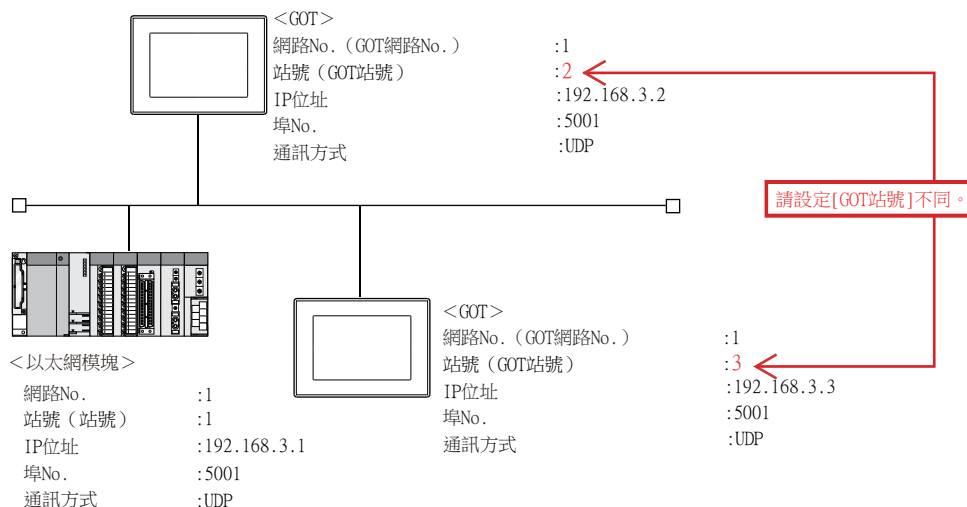 ＜GOT＞
網路No.（GOT網路No.） :1
站號（GOT站號） :2
IP位址 :192.168.3.2
埠No. :5001
通訊方式 :UDP
請設定[GOT站號]不同。
＜GOT＞
網路No.（GOT網路No.） :1
站號（GOT站號） :3
IP位址 :192.168.3.3
埠No. :5001
通訊方式 :UDP
＜以太網模塊＞
網路No. :1
站號（站號） :1
IP位址 :192.168.3.1
埠No. :5001
通訊方式 :UDP